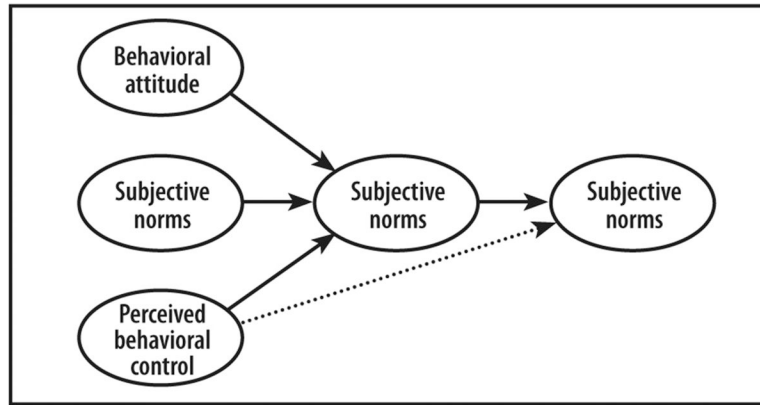 Behavioral
attitude
Subjective
norms
Subjective
norms
Subjective
norms
Perceived
behavioral
control